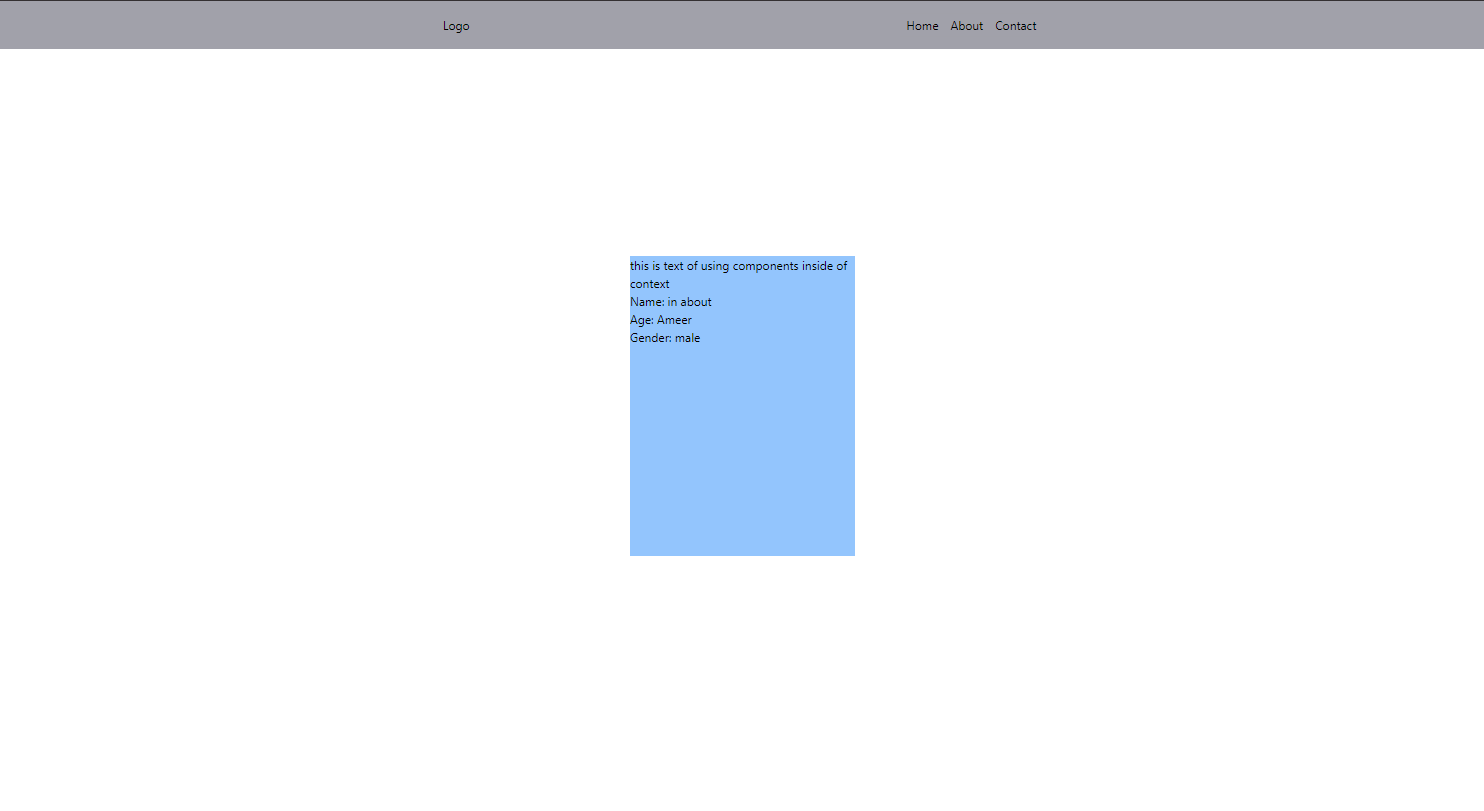 Logo
Home About Contact
this is text of using components inside of
context
Name: in about
Age: Ameer
Gender: male